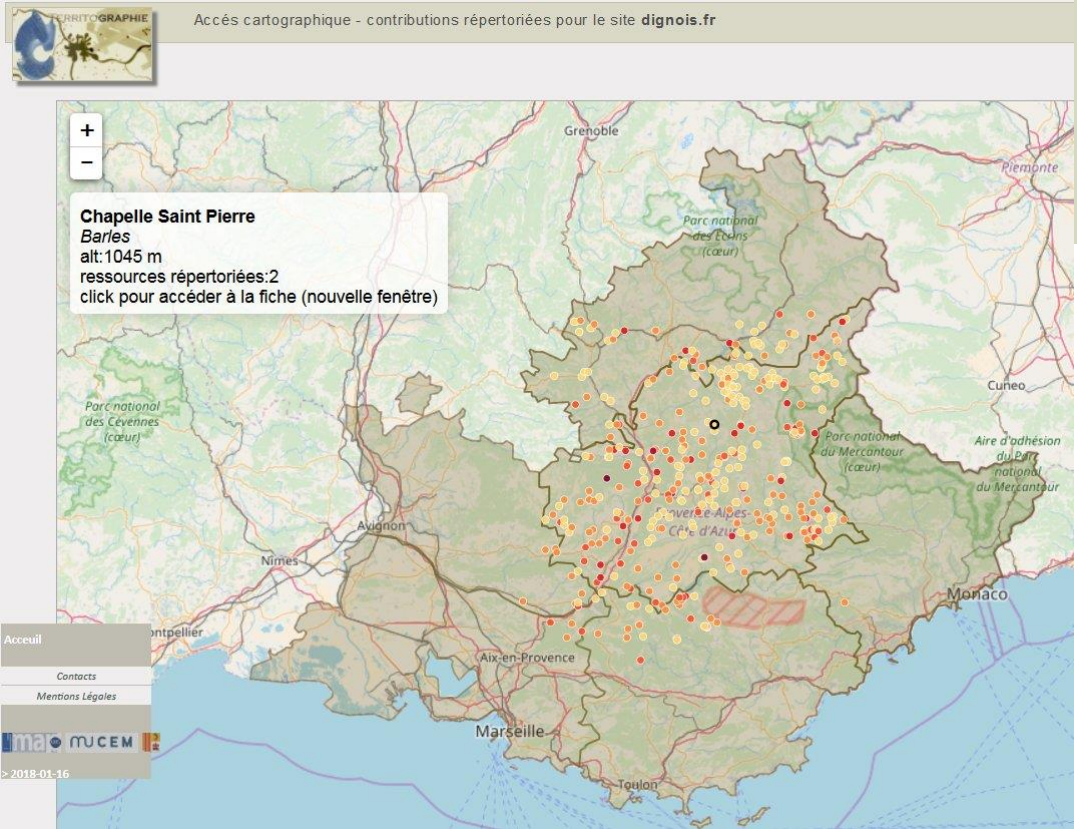 TERRITOGRAPHIE
Accés cartographique - contributions répertoriées pour le site dignois.fr
+
−
Chapelle Saint Pierre
Barles
alt:1045 m
ressources répertoriées:2
click pour accéder à la fiche (nouvelle fenêtre)
Grenoble
Piemonte
Parc national
des Écrins
(cœur)
Cuneo
Parc national
des Cévennes
(cœur)
Parc national
du Mercantour
(cœur)
Aire d'adhésion
du Parc
national
du Mercantour
Avignon
Provence-Alpes-
Côte d'Azur
Nîmes
Monaco
Acceuil
ontpellier
Aix-en-Provence
Contacts
Mentions Légales
Marseille
map
mucem
> 2018-01-16
Toulon